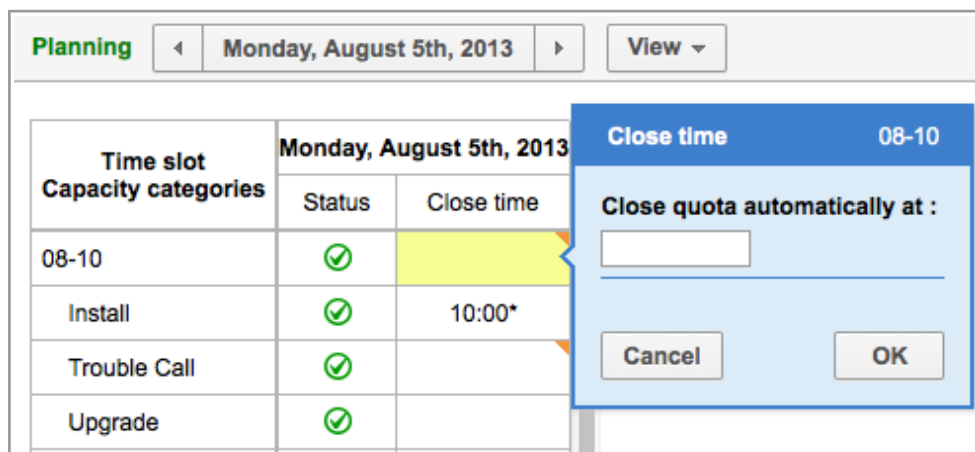 Planning Monday, August 5th, 2013 View
Time slot
Capacity categories
Monday, August 5th, 2013
Status Close time
08-10
Install 10:00*
Trouble Call
Upgrade
Close time 08-10
Close quota automatically at :
Cancel OK